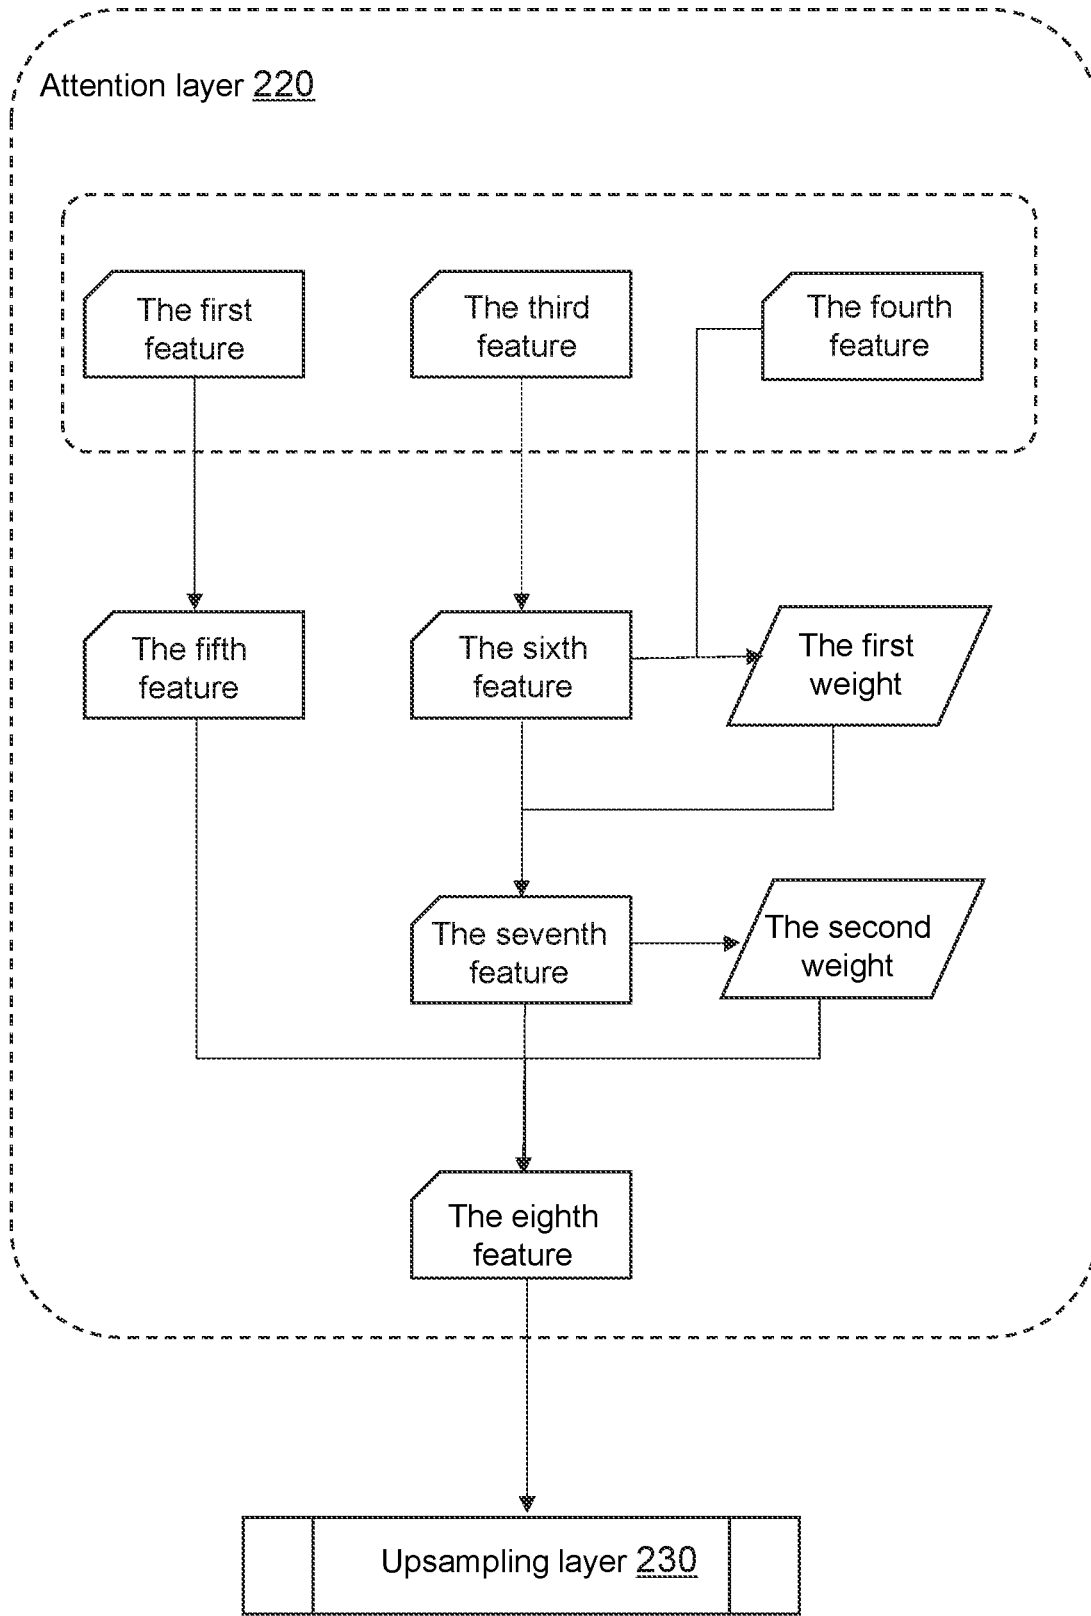 Attention layer 220
The first
feature
The third
feature
The fourth
feature
The fifth
feature
The sixth
feature
The first
weight
The seventh
feature
The second
weight
The eighth
feature
Upsampling layer 230